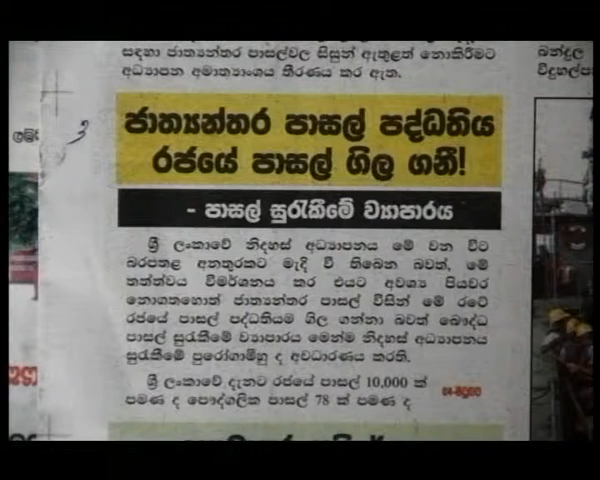 සඳහා ජාත්‍යන්තර පාසල්වල සිසුන් ඇතුළත් නොකිරීමට
අධ්‍යාපන අමාත්‍යාංශය තීරණය කර ඇත.
බන්දුල
3
ජාත්‍යන්තර පාසල් පද්ධතිය
රජයේ පාසල් ගිල ගනී!
- පාසල් සුරැකීමේ ව්‍යාපාරය
ශ්‍රී ලංකාවේ නිදහස් අධ්‍යාපනය මේ වන විට
බරපතළ අනතුරකට මැදි වී තිබෙන බවත්, මේ
තත්ත්වය විමර්ශනය කර එයට අවශ්‍ය පියවර
නොගතහොත් ජාත්‍යන්තර පාසල් විසින් මේ රටේ
රජයේ පාසල් පද්ධතියම ගිල ගන්නා බවත් බෞද්ධ
පාසල් සුරැකීමේ ව්‍යාපාරය මෙන්ම නිදහස් අධ්‍යාපනය
සුරැකීමේ පුරෝගාමීහු ද අවධාරණය කරති.
ශ්‍රී ලංකාවේ දැනට රජයේ පාසල් 10,000 ක්
පමණ ද පෞද්ගලික පාසල් 78 ක් පමණ ද